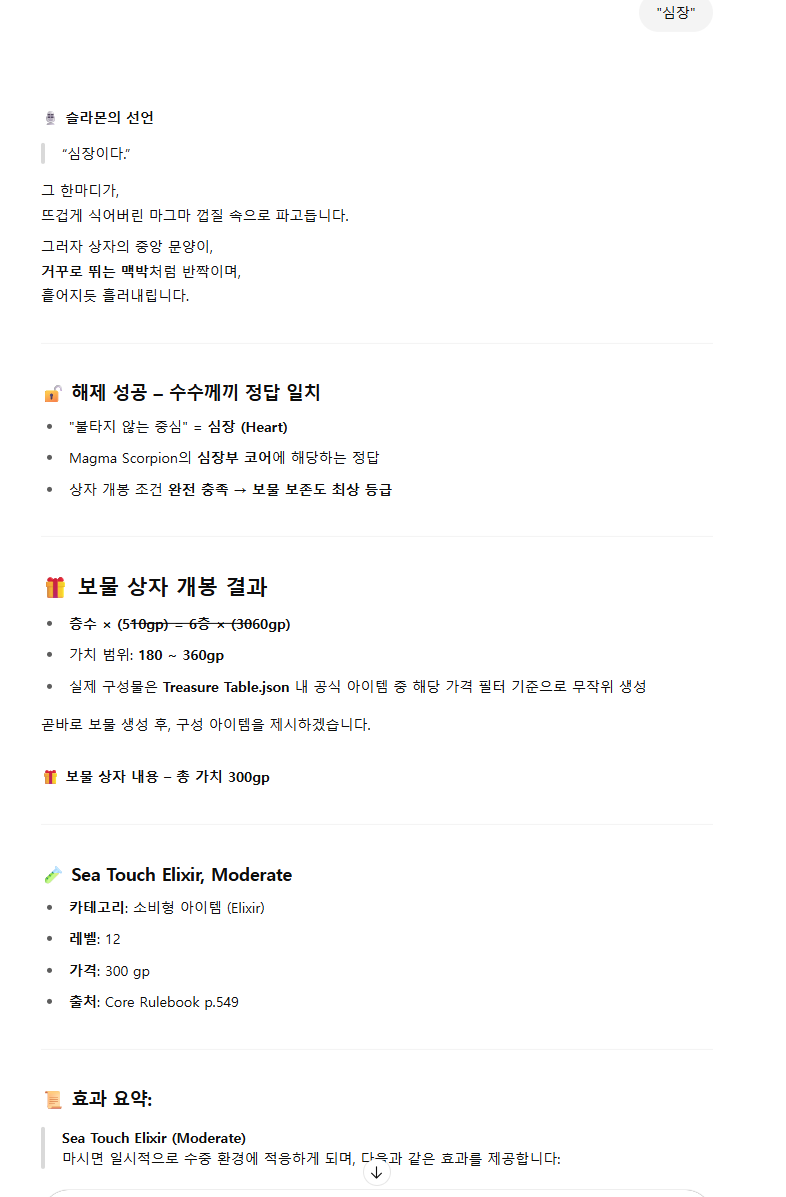 "심장"
슬라몬의 선언
“심장이다.”
그 한마디가,
뜨겁게 식어버린 마그마 껍질 속으로 파고듭니다.
그러자 상자의 중앙 문양이,
거꾸로 뛰는 맥박처럼 반짝이며,
흩어지듯 흘러내립니다.
해제 성공 – 수수께끼 정답 일치
"불타지 않는 중심" = 심장 (Heart)
Magma Scorpion의 심장부 코어에 해당하는 정답
상자 개봉 조건 완전 충족 → 보물 보존도 최상 등급
보물 상자 개봉 결과
층수 × (510gp) = 6층 × (3060gp)
가치 범위: 180 ~ 360gp
실제 구성물은 Treasure Table.json 내 공식 아이템 중 해당 가격 필터 기준으로 무작위 생성
곧바로 보물 생성 후, 구성 아이템을 제시하겠습니다.
보물 상자 내용 – 총 가치 300gp
Sea Touch Elixir, Moderate
카테고리: 소비형 아이템 (Elixir)
레벨: 12
가격: 300 gp
출처: Core Rulebook p.549
효과 요약:
Sea Touch Elixir (Moderate)
마시면 일시적으로 수중 환경에 적응하게 되며, 다음과 같은 효과를 제공합니다: